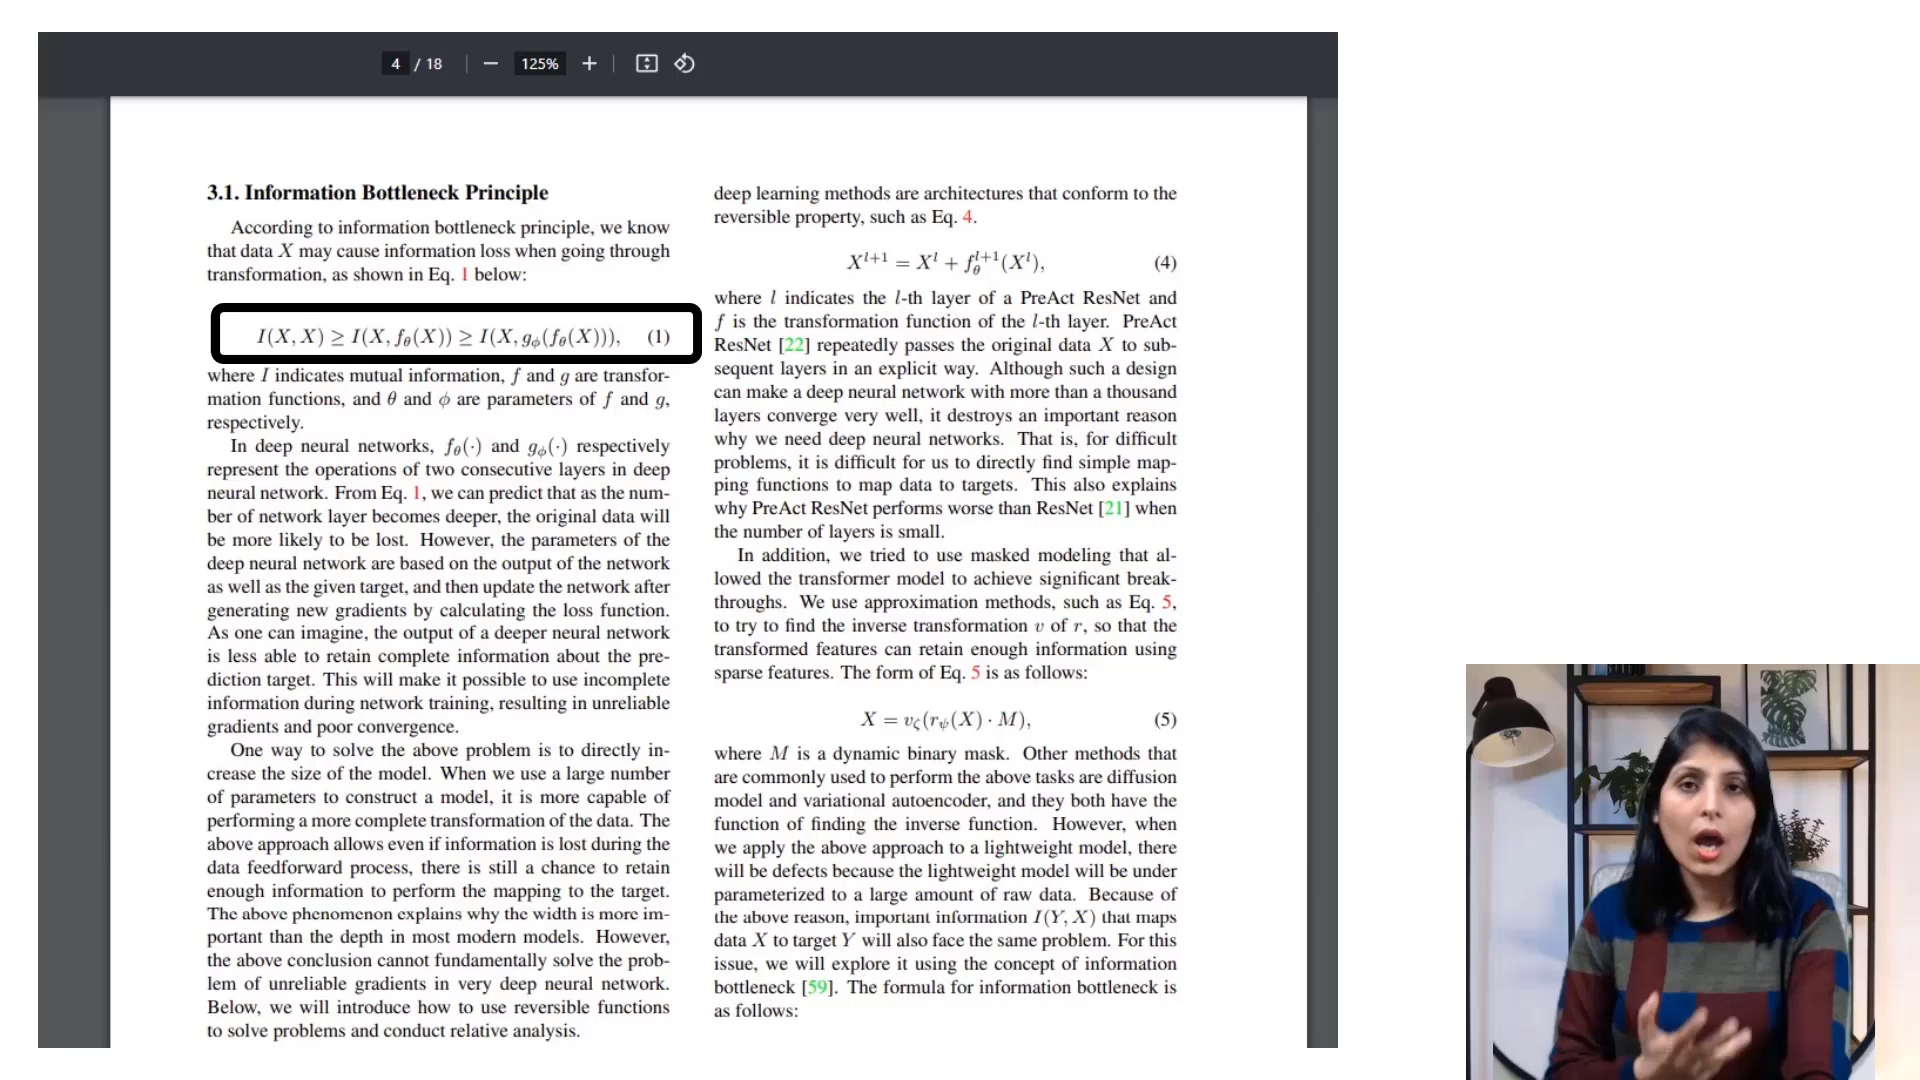 4 / 18
125%
3.1. Information Bottleneck Principle
According to information bottleneck principle, we know
that data X may cause information loss when going through
transformation, as shown in Eq. 1 below:
I(X, X) ≥ I(X, f_θ(X)) ≥ I(X, g_ϕ(f_θ(X))), (1)
where I indicates mutual information, f and g are transfor-
mation functions, and θ and ϕ are parameters of f and g,
respectively.
In deep neural networks, f_θ(·) and g_ϕ(·) respectively
represent the operations of two consecutive layers in deep
neural network. From Eq. 1, we can predict that as the num-
ber of network layer becomes deeper, the original data will
be more likely to be lost. However, the parameters of the
deep neural network are based on the output of the network
as well as the given target, and then update the network after
generating new gradients by calculating the loss function.
As one can imagine, the output of a deeper neural network
is less able to retain complete information about the pre-
diction target. This will make it possible to use incomplete
information during network training, resulting in unreliable
gradients and poor convergence.
One way to solve the above problem is to directly in-
crease the size of the model. When we use a large number
of parameters to construct a model, it is more capable of
performing a more complete transformation of the data. The
above approach allows even if information is lost during the
data feedforward process, there is still a chance to retain
enough information to perform the mapping to the target.
The above phenomenon explains why the width is more im-
portant than the depth in most modern models. However,
the above conclusion cannot fundamentally solve the prob-
lem of unreliable gradients in very deep neural network.
Below, we will introduce how to use reversible functions
to solve problems and conduct relative analysis.
deep learning methods are architectures that conform to the
reversible property, such as Eq. 4.
X^{l+1} = X^l + f_θ^{l+1}(X^l), (4)
where l indicates the l-th layer of a PreAct ResNet and
f is the transformation function of the l-th layer. PreAct
ResNet [22] repeatedly passes the original data X to sub-
sequent layers in an explicit way. Although such a design
can make a deep neural network with more than a thousand
layers converge very well, it destroys an important reason
why we need deep neural networks. That is, for difficult
problems, it is difficult for us to directly find simple map-
ping functions to map data to targets. This also explains
why PreAct ResNet performs worse than ResNet [21] when
the number of layers is small.
In addition, we tried to use masked modeling that al-
lowed the transformer model to achieve significant break-
throughs. We use approximation methods, such as Eq. 5,
to try to find the inverse transformation v of r, so that the
transformed features can retain enough information using
sparse features. The form of Eq. 5 is as follows:
X = v_ζ(r_ψ(X) · M), (5)
where M is a dynamic binary mask. Other methods that
are commonly used to perform the above tasks are diffusion
model and variational autoencoder, and they both have the
function of finding the inverse function. However, when
we apply the above approach to a lightweight model, there
will be defects because the lightweight model will be under
parameterized to a large amount of raw data. Because of
the above reason, important information I(Y, X) that maps
data X to target Y will also face the same problem. For this
issue, we will explore it using the concept of information
bottleneck [59]. The formula for information bottleneck is
as follows: